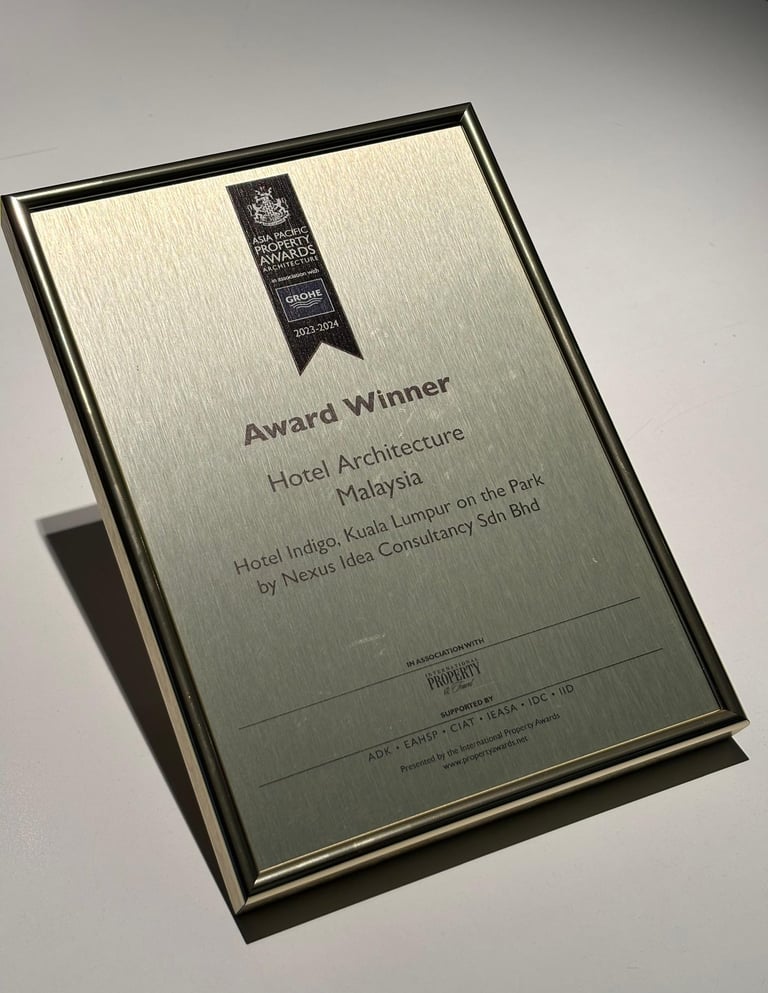 ASIA PACIFIC
PROPERTY
AWARDS
ARCHITECTURE
in association with
GROHE
2023-2024
Award Winner
Hotel Architecture
Malaysia
Hotel Indigo, Kuala Lumpur on the Park
by Nexus Idea Consultancy Sdn Bhd
IN ASSOCIATION WITH
INTERNATIONAL
PROPERTY
& Travel
SUPPORTED BY
ADK • EAHSP • CIAT • IEASA • IDC • IID
Presented by the International Property Awards
www.propertyawards.net